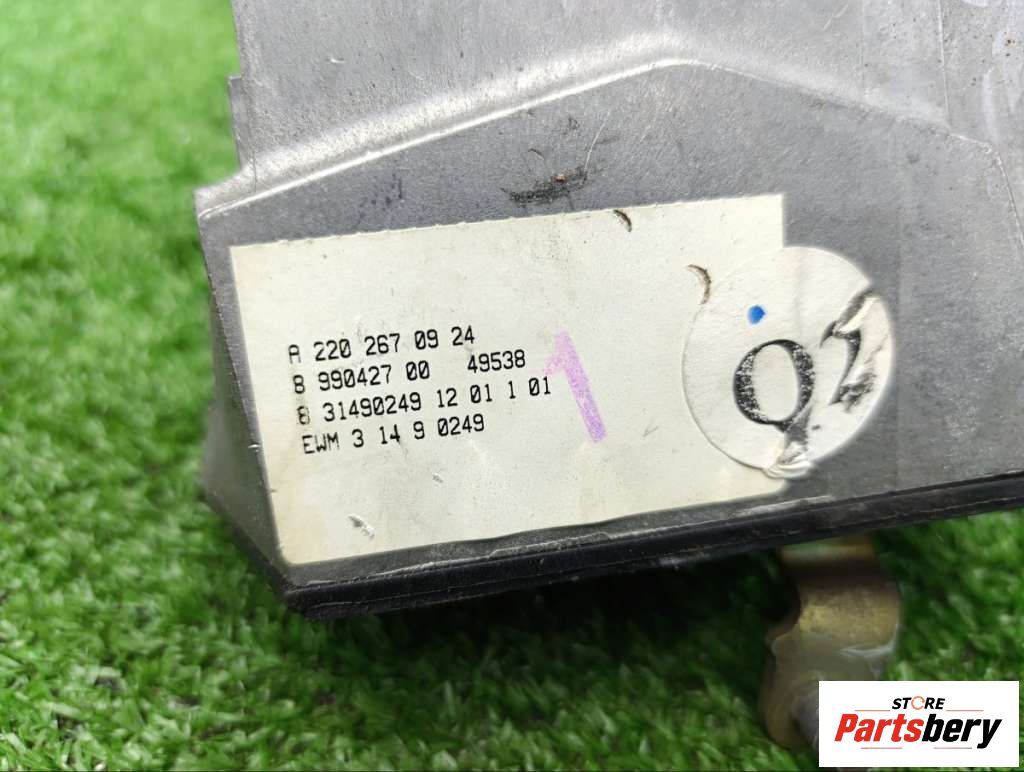 A 220 267 09 24
8 990427 00 49538
8 31490249 12 01 1 01
EWM 3 14 9 0249
1
Q2
STORE
Partsbery